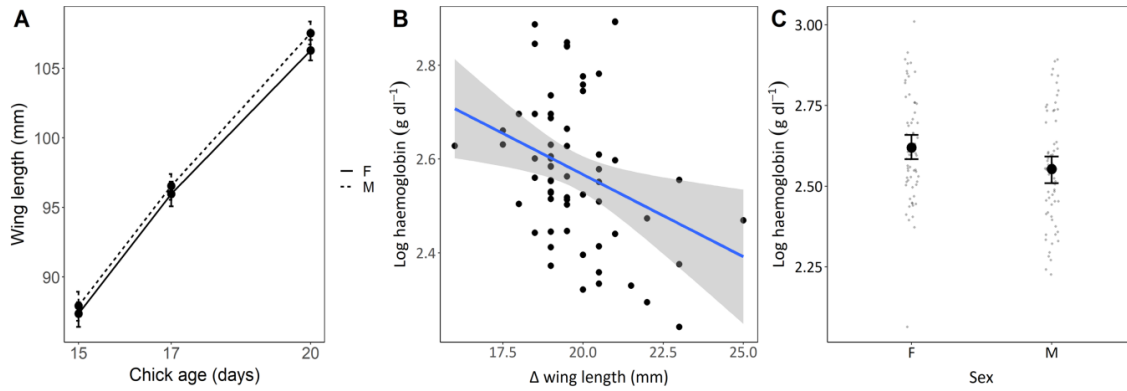 A
Wing length (mm)
105
100
95
90
15
17
20
Chick age (days)
F
M
B
Log haemoglobin (g dl⁻¹)
2.8
2.6
2.4
17.5
20.0
22.5
25.0
Δ wing length (mm)
C
Log haemoglobin (g dl⁻¹)
3.00
2.75
2.50
2.25
F
M
Sex